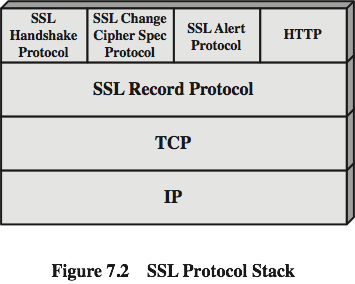 SSL
Handshake
Protocol
SSL Change
Cipher Spec
Protocol
SSL Alert
Protocol
HTTP
SSL Record Protocol
TCP
IP
Figure 7.2 SSL Protocol Stack